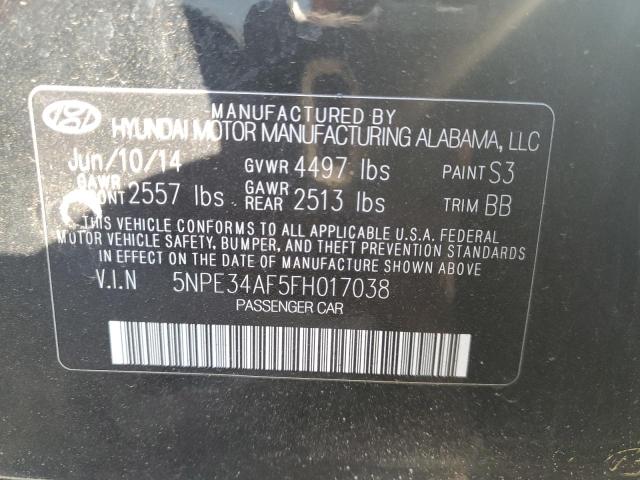 MANUFACTURED BY
HYUNDAI MOTOR MANUFACTURING ALABAMA, LLC
Jun/10/14 GVWR 4497 lbs PAINT S3
GAWR FRONT 2557 lbs GAWR REAR 2513 lbs TRIM BB
THIS VEHICLE CONFORMS TO ALL APPLICABLE U.S.A. FEDERAL
MOTOR VEHICLE SAFETY, BUMPER, AND THEFT PREVENTION STANDARDS
IN EFFECT ON THE DATE OF MANUFACTURE SHOWN ABOVE.
V.I.N 5NPE34AF5FH017038
PASSENGER CAR